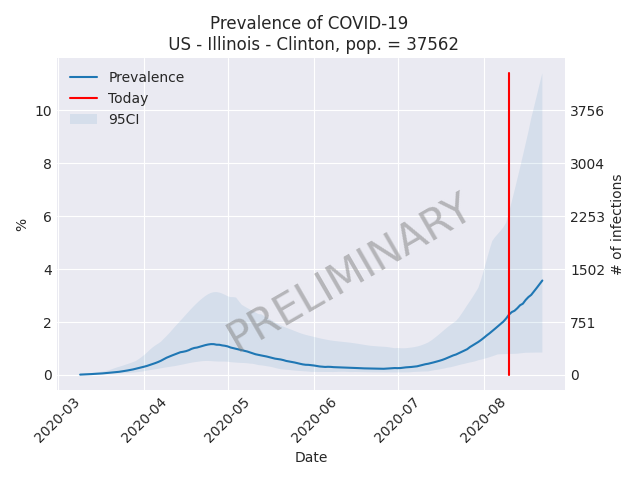 Prevalence of COVID-19
US - Illinois - Clinton, pop. = 37562
Prevalence
Today
95CI
10
8
6
4
2
0
%
3756
3004
2253
1502
751
0
# of infections
PRELIMINARY
2020-03
2020-04
2020-05
2020-06
2020-07
2020-08
Date